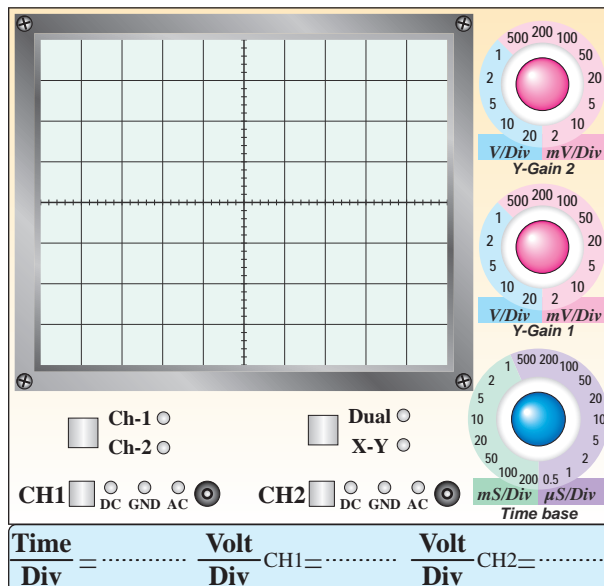 500 200 100
1 50
2 20
5 10
10 5
20 2
V/Div mV/Div
Y-Gain 2
500 200 100
1 50
2 20
5 10
10 5
20 2
V/Div mV/Div
Y-Gain 1
500 200
1 100
2 50
5 20
10 10
20 5
50 2
100 1
200 0.5
mS/Div μS/Div
Time base
Ch-1 Dual
Ch-2 X-Y
CH1 DC GND AC CH2 DC GND AC
Time/Div =............... Volt/Div CH1=............... Volt/Div CH2=...............